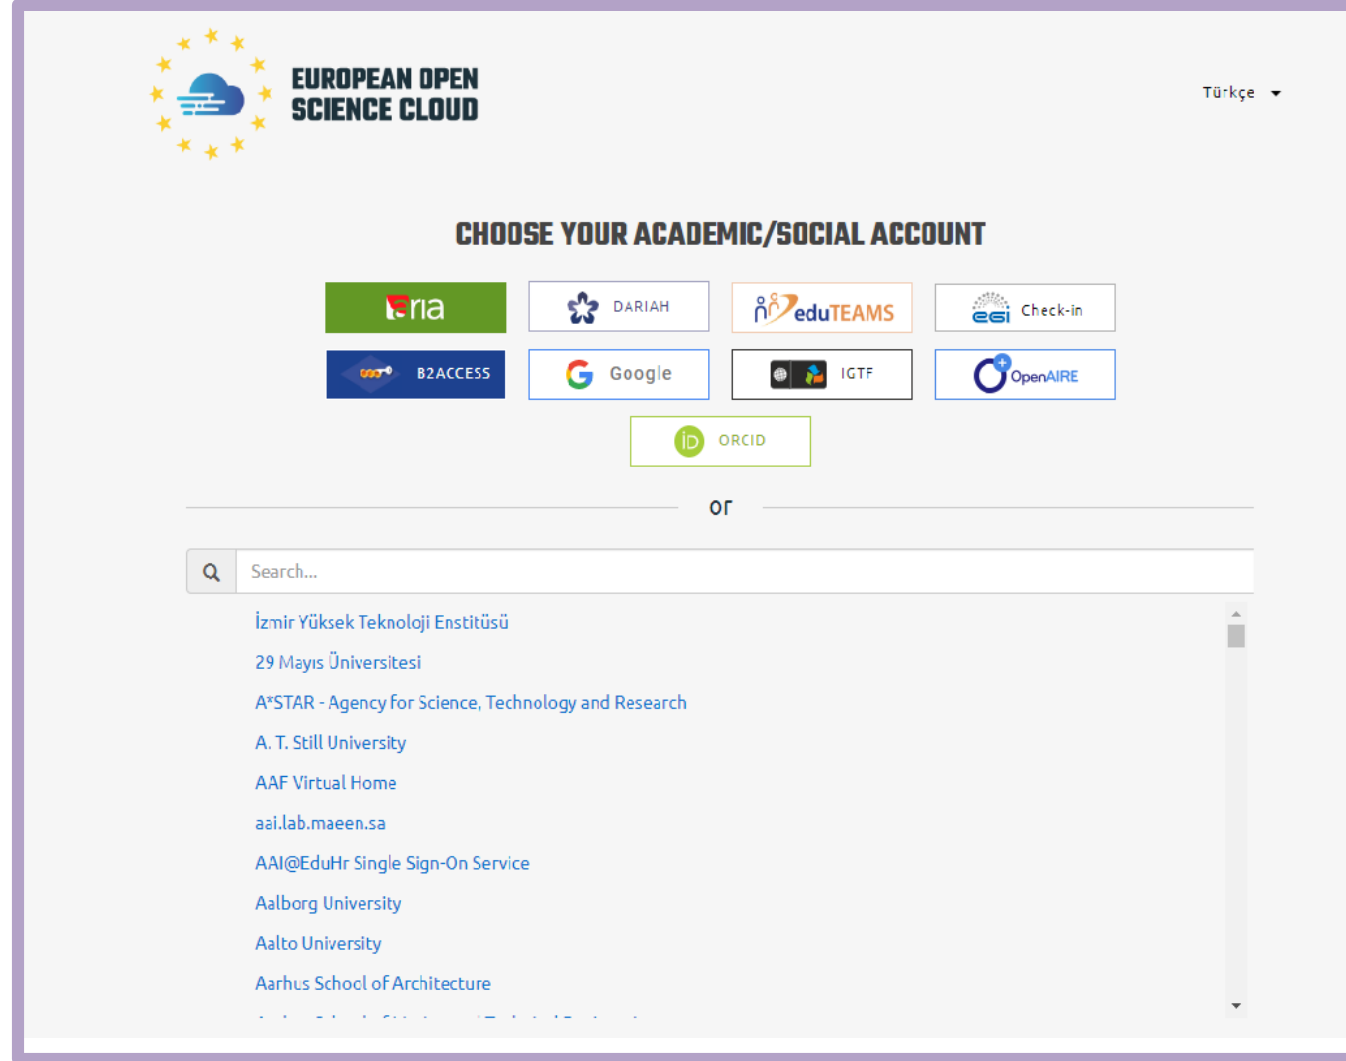 EUROPEAN OPEN
SCIENCE CLOUD
Türkçe
CHOOSE YOUR ACADEMIC/SOCIAL ACCOUNT
aria
DARIAH
eduTEAMS
egi Check-in
B2ACCESS
Google
IGTF
OpenAIRE
iD ORCID
or
Search...
İzmir Yüksek Teknoloji Enstitüsü
29 Mayıs Üniversitesi
A*STAR - Agency for Science, Technology and Research
A. T. Still University
AAF Virtual Home
aai.lab.maeen.sa
AAI@EduHr Single Sign-On Service
Aalborg University
Aalto University
Aarhus School of Architecture